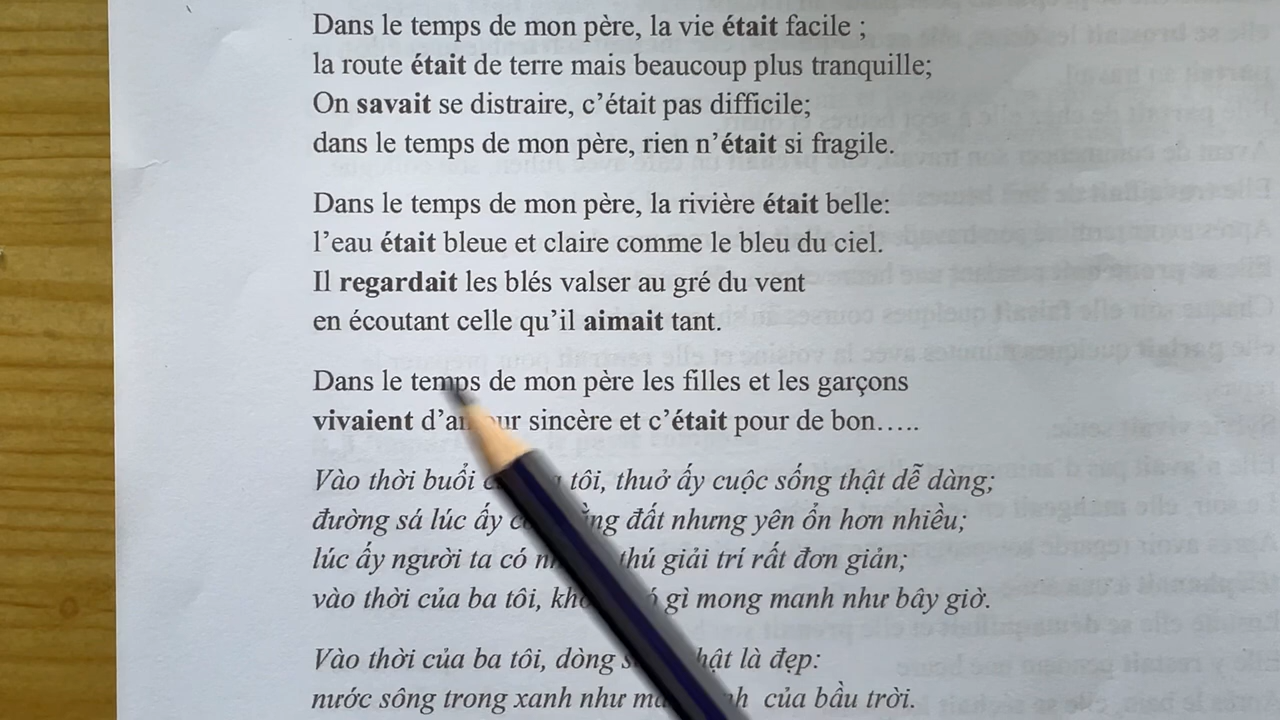 Dans le temps de mon père, la vie était facile ;
la route était de terre mais beaucoup plus tranquille;
On savait se distraire, c’était pas difficile;
dans le temps de mon père, rien n’était si fragile.
Dans le temps de mon père, la rivière était belle:
l’eau était bleue et claire comme le bleu du ciel.
Il regardait les blés valser au gré du vent
en écoutant celle qu’il aimait tant.
Dans le temps de mon père les filles et les garçons
vivaient d’amour sincère et c’était pour de bon…..
Vào thời buổi tôi, thuở ấy cuộc sống thật dễ dàng;
đường sá lúc ấy đất nhưng yên ổn hơn nhiều;
lúc ấy người ta có thú giải trí rất đơn giản;
vào thời của ba tôi, gì mong manh như bây giờ.
Vào thời của ba tôi, dòng là đẹp:
nước sông trong xanh như của bầu trời.